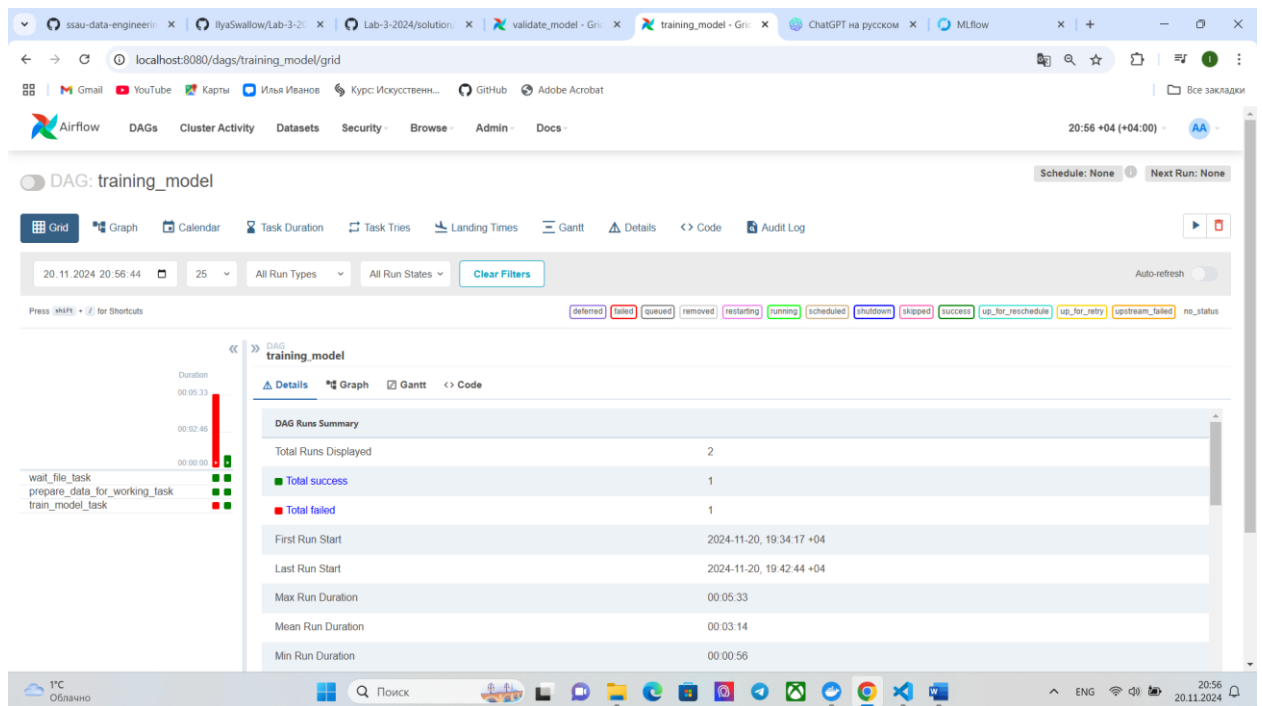 ssau-data-engineerin
IlyaSwallow/Lab-3-20
Lab-3-2024/solution/
validate_model - Gric
training_model - Gric
ChatGPT на русском
MLflow
localhost:8080/dags/training_model/grid
Gmail YouTube Карты Илья Иванов Курс: Искусственн... GitHub Adobe Acrobat Все закладки
Airflow DAGs Cluster Activity Datasets Security Browse Admin Docs 20:56 +04 (+04:00) AA
DAG: training_model Schedule: None Next Run: None
Grid Graph Calendar Task Duration Task Tries Landing Times Gantt Details Code Audit Log
20.11.2024 20:56:44 25 All Run Types All Run States Clear Filters Auto-refresh
Press shift + / for Shortcuts deferred failed queued removed restarting running scheduled shutdown skipped success up_for_reschedule up_for_retry upstream_failed no_status
DAG
training_model
Duration
00:05:33
00:02:46
00:00:00
wait_file_task
prepare_data_for_working_task
train_model_task
Details Graph Gantt Code
DAG Runs Summary
Total Runs Displayed 2
Total success 1
Total failed 1
First Run Start 2024-11-20, 19:34:17 +04
Last Run Start 2024-11-20, 19:42:44 +04
Max Run Duration 00:05:33
Mean Run Duration 00:03:14
Min Run Duration 00:00:56
1°C
Облачно
Поиск
ENG
20:56
20.11.2024